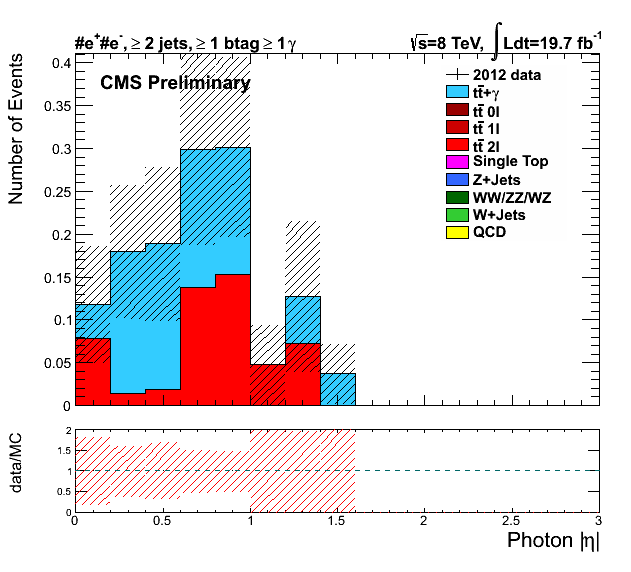 #e+#e-, ≥ 2 jets, ≥ 1 btag ≥ 1γ
√s=8 TeV, ∫Ldt=19.7 fb-1
CMS Preliminary
2012 data
tt̄+γ
tt̄ 0l
tt̄ 1l
tt̄ 2l
Single Top
Z+Jets
WW/ZZ/WZ
W+Jets
QCD
Number of Events
0.4
0.35
0.3
0.25
0.2
0.15
0.1
0.05
0
data/MC
2
1.5
1
0.5
0
0 0.5 1 1.5 2 2.5 3
Photon |η|